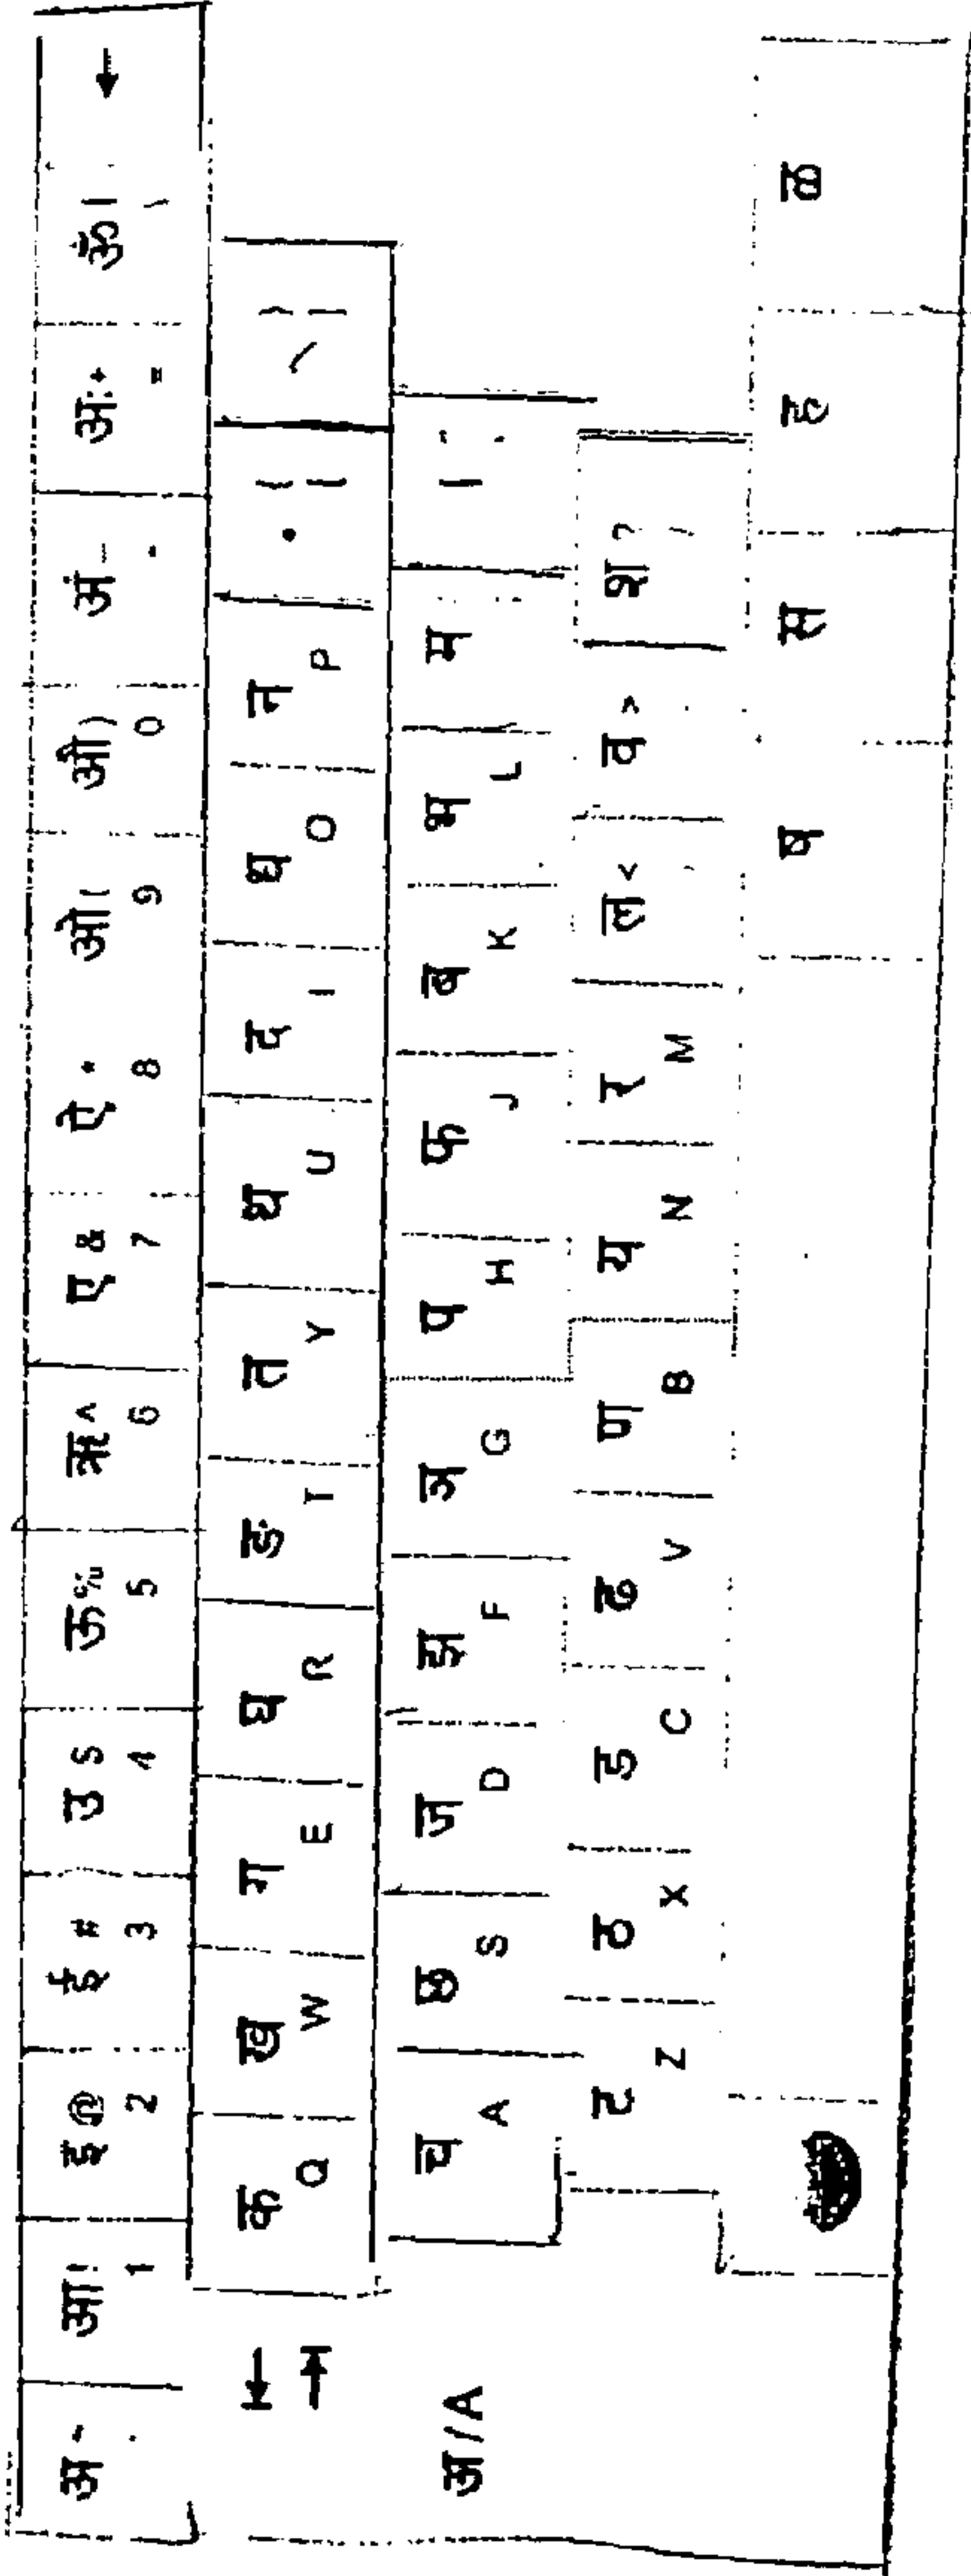 अ ~ आ ! 1 इ @ 2 ई # 3 उ $ 4 ऊ % 5 ऋ ^ 6 ए & 7 ऐ * 8 ओ ( 9 औ ) 0 अं _ - अः + = ॐ | \ ←
क Q ख W ग E घ R ङ T त Y थ U द I ध O न P • { [ } ]
अ/A च A छ S ज D झ F ञ G प H फ J ब K भ L म
ट Z ठ X ड C ढ V ण B य N र M ल < , व > श ? /
ष स ह ळ